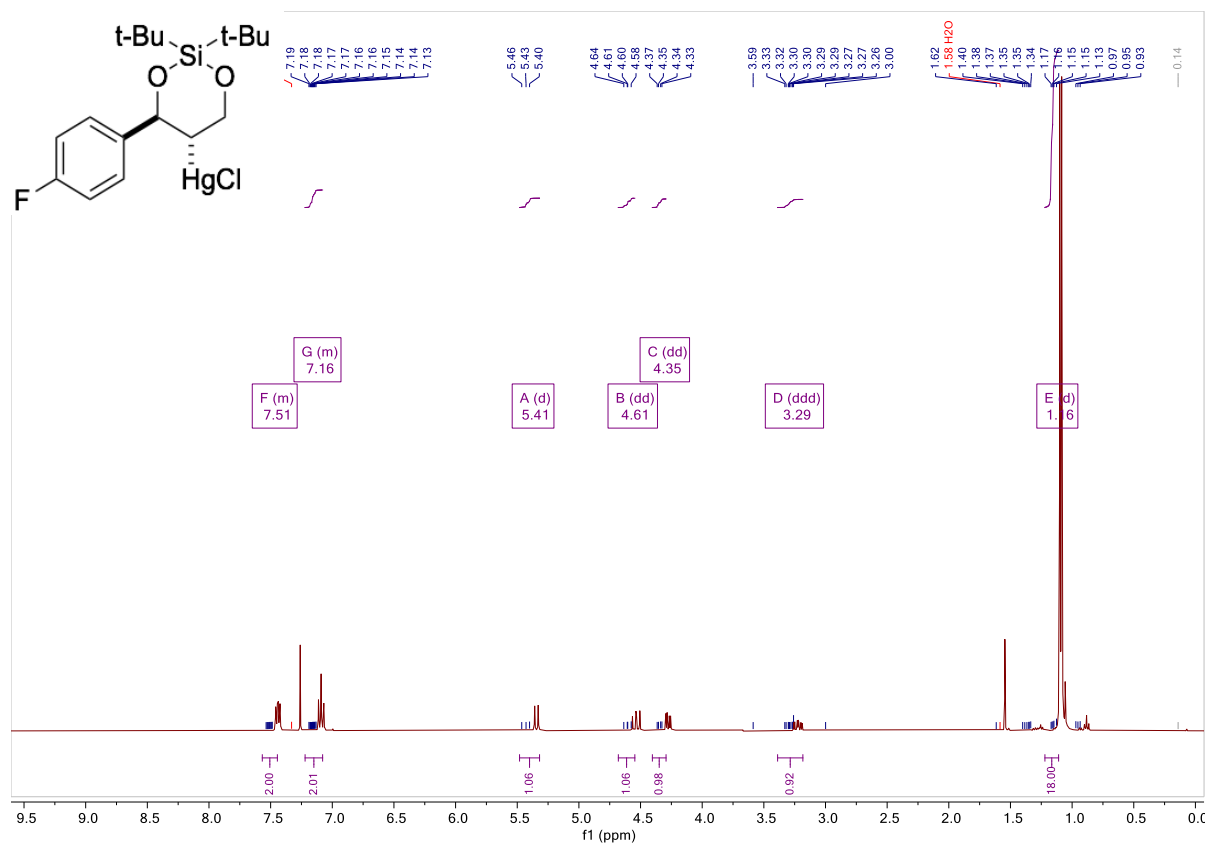 t-Bu t-Bu
Si
O O
HgCl
F
7.19 7.18 7.18 7.17 7.17 7.16 7.16 7.15 7.14 7.14 7.13 5.46 5.43 5.40 4.64 4.61 4.60 4.58 4.37 4.35 4.34 4.33 3.59 3.33 3.32 3.30 3.30 3.29 3.29 3.27 3.27 3.26 3.00 1.62 1.58 H2O 1.40 1.38 1.37 1.35 1.35 1.34 1.17 1.16 1.15 1.15 1.13 0.97 0.95 0.93 0.14
G (m)
7.16
C (dd)
4.35
F (m)
7.51
A (d)
5.41
B (dd)
4.61
D (ddd)
3.29
E (d)
1.16
2.00 2.01 1.06 1.06 0.98 0.92 18.00
9.5 9.0 8.5 8.0 7.5 7.0 6.5 6.0 5.5 5.0 4.5 4.0 3.5 3.0 2.5 2.0 1.5 1.0 0.5 0.0
f1 (ppm)